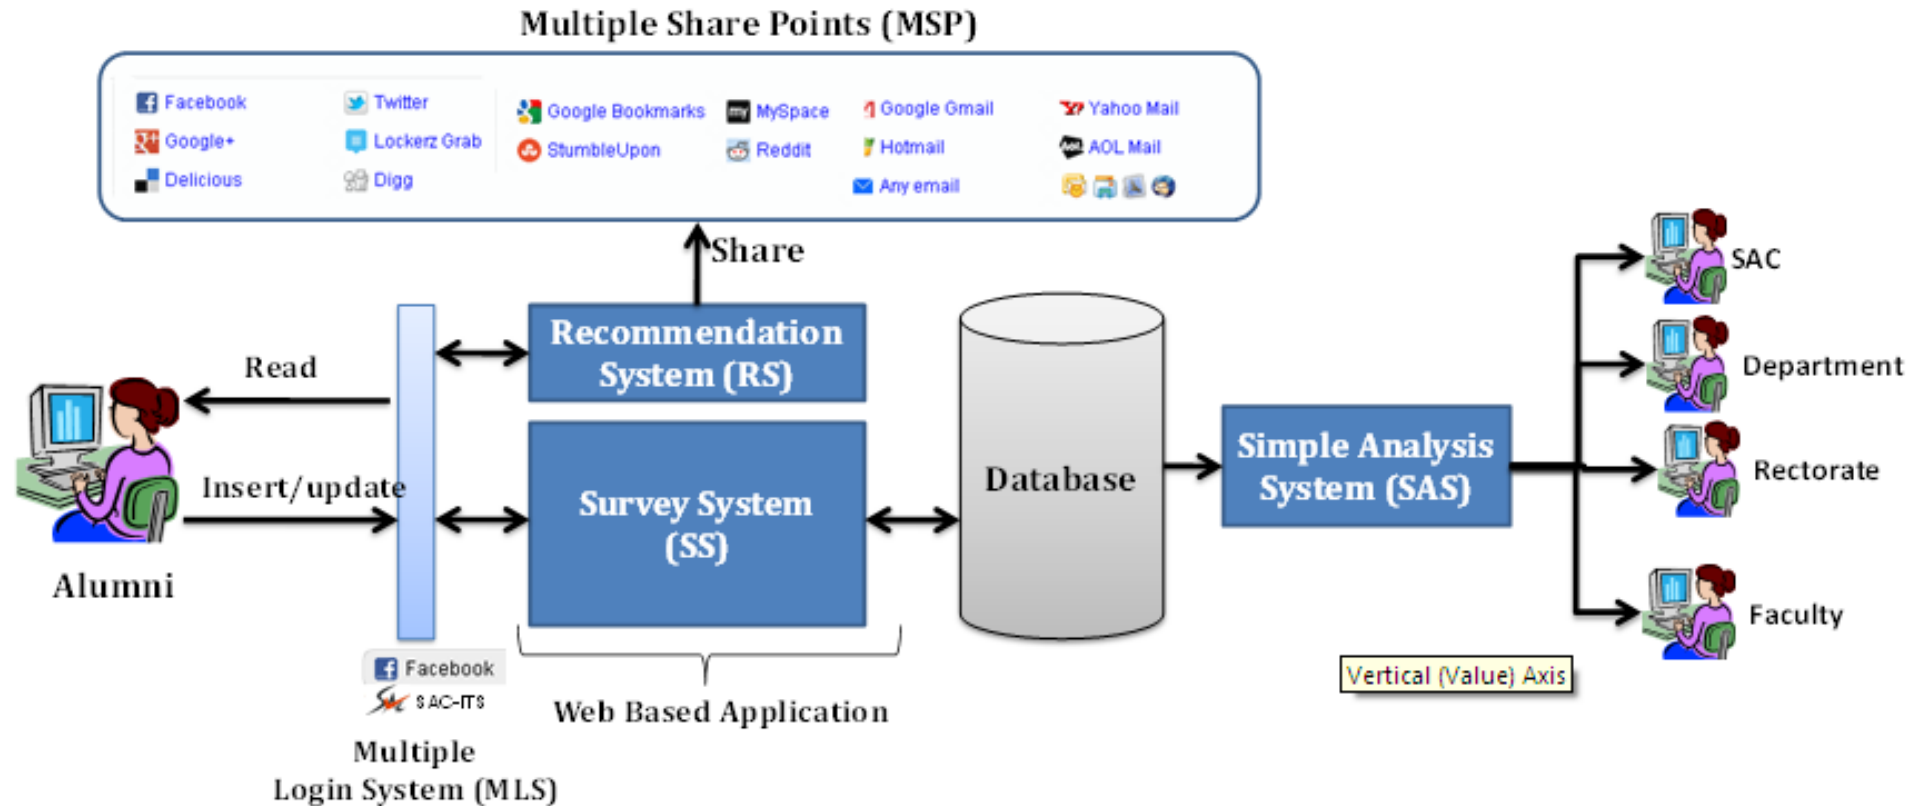 Multiple Share Points (MSP)
Facebook
Twitter
Google Bookmarks
MySpace
Google Gmail
Yahoo Mail
Google+
Lockerz Grab
StumbleUpon
Reddit
Hotmail
AOL Mail
Delicious
Digg
Any email
Share
SAC
Recommendation
System (RS)
Read
Department
Simple Analysis
System (SAS)
Database
Rectorate
Insert/update
Survey System
(SS)
Alumni
Faculty
Facebook
SAC-ITS
Vertical (Value) Axis
Web Based Application
Multiple
Login System (MLS)